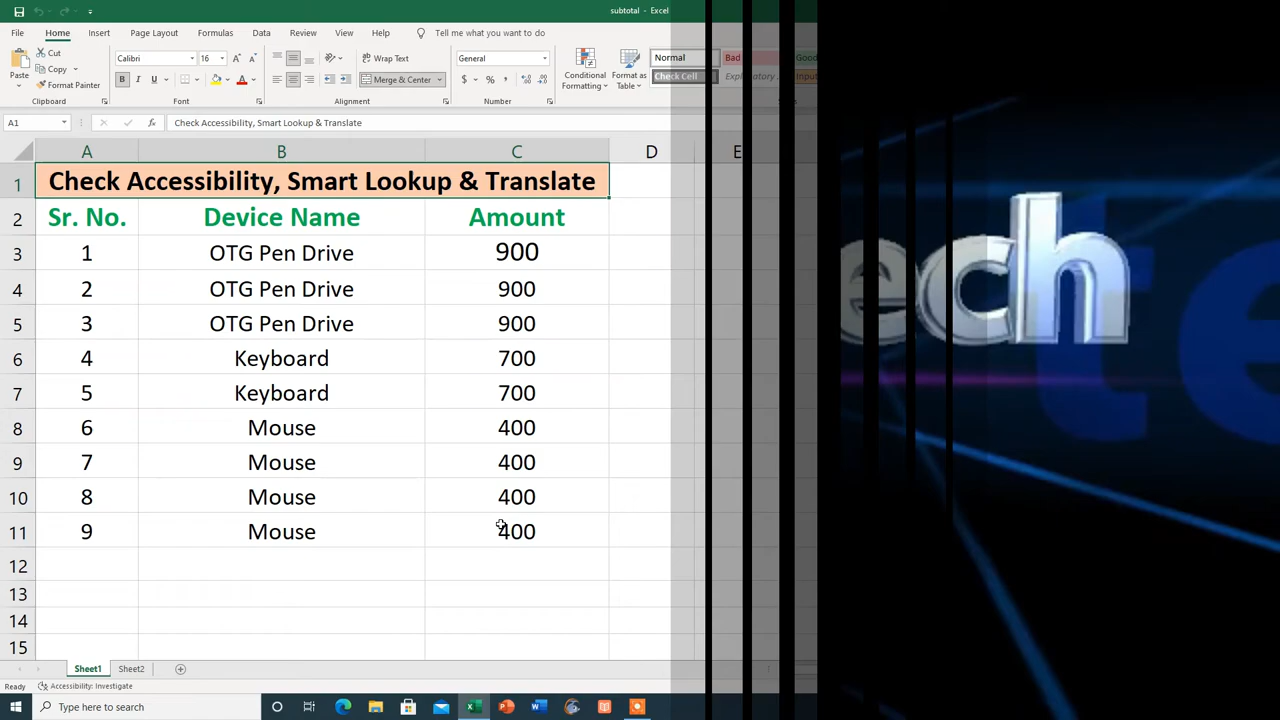 subtotal - Excel
File Home Insert Page Layout Formulas Data Review View Help Tell me what you want to do
Paste
Cut
Copy
Format Painter
Calibri 16
B I U
Wrap Text
Merge & Center
General
Conditional Formatting
Format as Table
Normal Bad
Check Cell
Clipboard Font Alignment Number
A1 Check Accessibility, Smart Lookup & Translate
A B C D E
1 Check Accessibility, Smart Lookup & Translate
2 Sr. No. Device Name Amount
3 1 OTG Pen Drive 900
4 2 OTG Pen Drive 900
5 3 OTG Pen Drive 900
6 4 Keyboard 700
7 5 Keyboard 700
8 6 Mouse 400
9 7 Mouse 400
10 8 Mouse 400
11 9 Mouse 400
12
13
14
15
Sheet1 Sheet2
Ready Accessibility: Investigate
Type here to search
ech
te